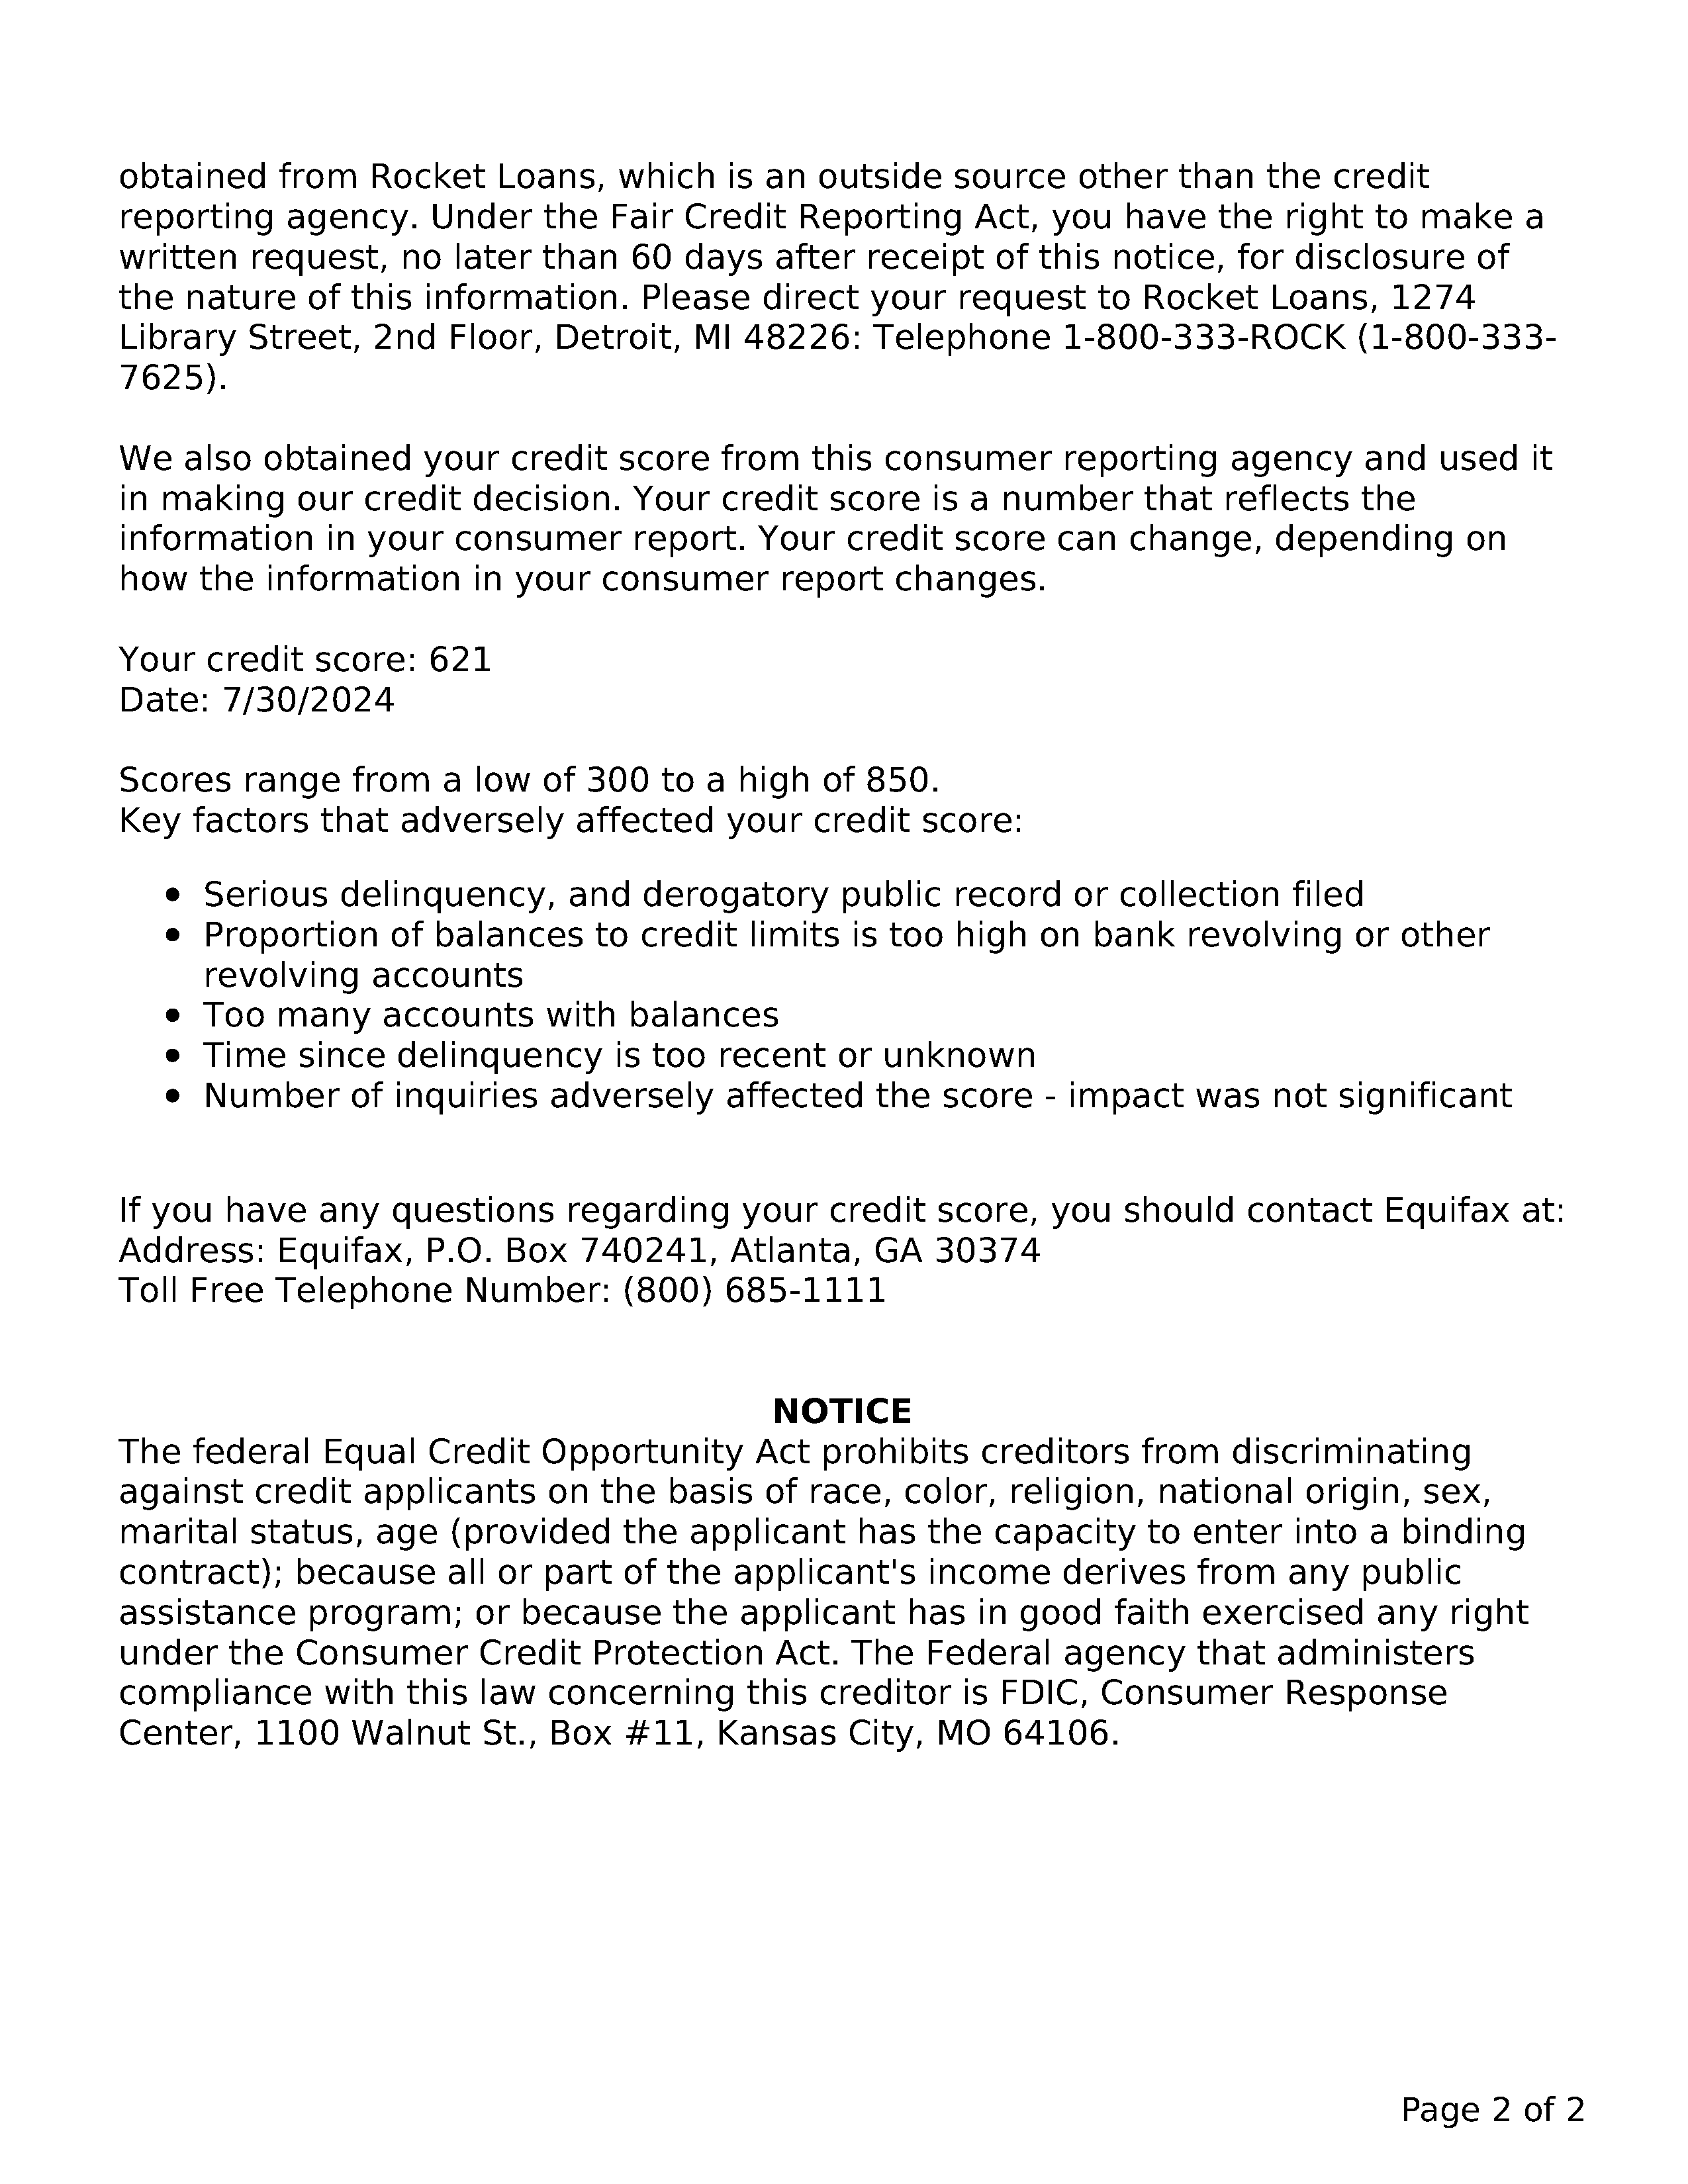 obtained from Rocket Loans, which is an outside source other than the credit
reporting agency. Under the Fair Credit Reporting Act, you have the right to make a
written request, no later than 60 days after receipt of this notice, for disclosure of
the nature of this information. Please direct your request to Rocket Loans, 1274
Library Street, 2nd Floor, Detroit, MI 48226: Telephone 1-800-333-ROCK (1-800-333-
7625).
We also obtained your credit score from this consumer reporting agency and used it
in making our credit decision. Your credit score is a number that reflects the
information in your consumer report. Your credit score can change, depending on
how the information in your consumer report changes.
Your credit score: 621
Date: 7/30/2024
Scores range from a low of 300 to a high of 850.
Key factors that adversely affected your credit score:
• Serious delinquency, and derogatory public record or collection filed
• Proportion of balances to credit limits is too high on bank revolving or other
revolving accounts
• Too many accounts with balances
• Time since delinquency is too recent or unknown
• Number of inquiries adversely affected the score - impact was not significant
If you have any questions regarding your credit score, you should contact Equifax at:
Address: Equifax, P.O. Box 740241, Atlanta, GA 30374
Toll Free Telephone Number: (800) 685-1111
NOTICE
The federal Equal Credit Opportunity Act prohibits creditors from discriminating
against credit applicants on the basis of race, color, religion, national origin, sex,
marital status, age (provided the applicant has the capacity to enter into a binding
contract); because all or part of the applicant's income derives from any public
assistance program; or because the applicant has in good faith exercised any right
under the Consumer Credit Protection Act. The Federal agency that administers
compliance with this law concerning this creditor is FDIC, Consumer Response
Center, 1100 Walnut St., Box #11, Kansas City, MO 64106.
Page 2 of 2